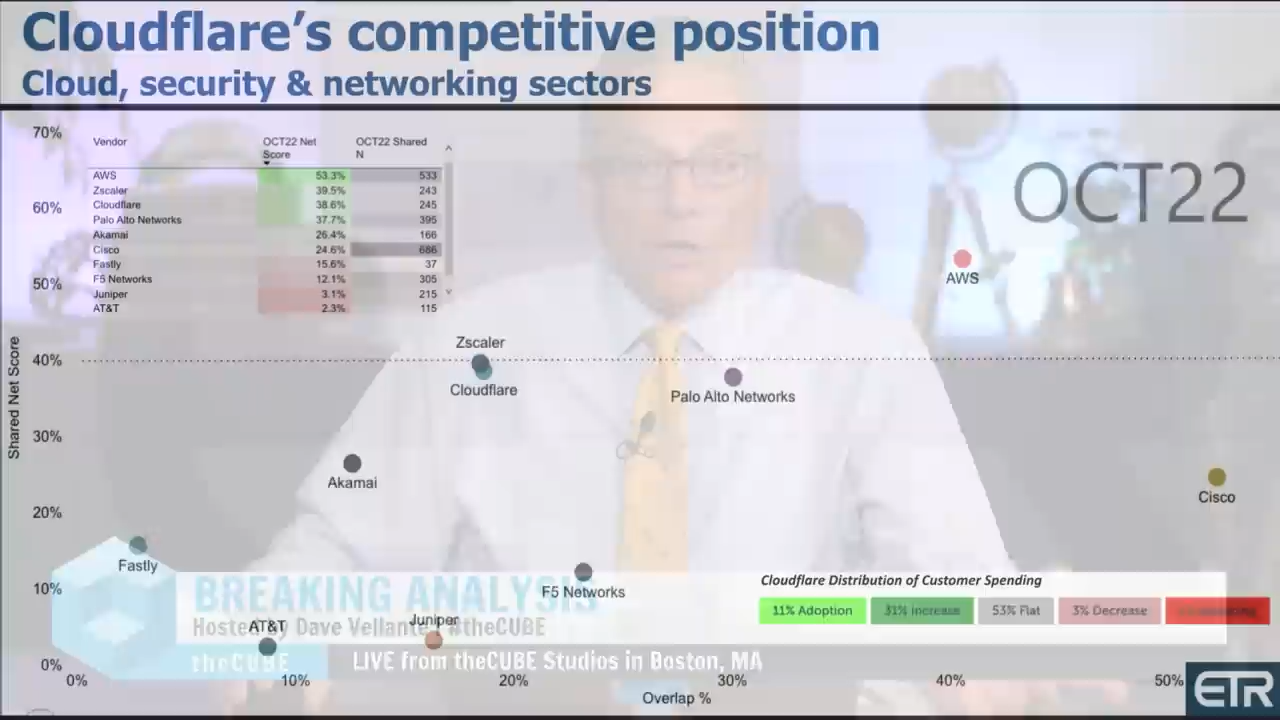 Cloudflare's competitive position
Cloud, security & networking sectors
OCT22
Vendor OCT22 Net Score OCT22 Shared N
AWS 53.3% 533
Zscaler 39.5% 243
Cloudflare 38.6% 245
Palo Alto Networks 37.7% 395
Akamai 26.4% 166
Cisco 24.6% 686
Fastly 15.6% 37
F5 Networks 12.1% 305
Juniper 3.1% 215
AT&T 2.3% 115
Shared Net Score
70%
60%
50%
40%
30%
20%
10%
0%
AWS
Zscaler
Cloudflare
Palo Alto Networks
Akamai
Cisco
Fastly
F5 Networks
AT&T
Juniper
Cloudflare Distribution of Customer Spending
11% Adoption 31% Increase 53% Flat 3% Decrease
BREAKING ANALYSIS
Hosted by Dave Vellante | #theCUBE
theCUBE LIVE from theCUBE Studios in Boston, MA
0% 10% 20% 30% 40% 50%
Overlap %
ETR